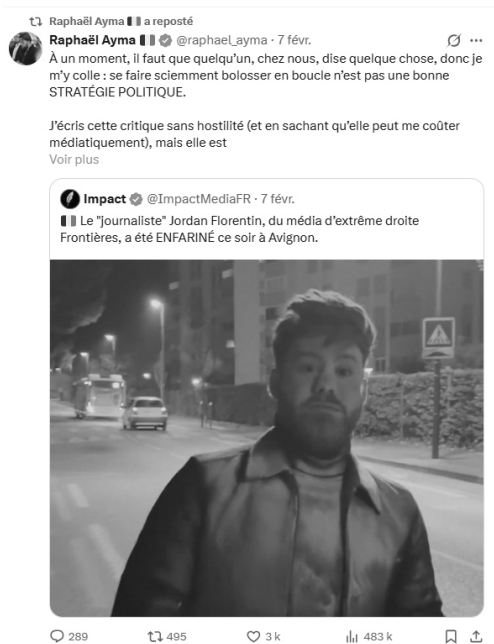 Raphaël Ayma a reposté
Raphaël Ayma @raphael_ayma · 7 févr.
À un moment, il faut que quelqu'un, chez nous, dise quelque chose, donc je
m'y colle : se faire sciemment bolosser en boucle n'est pas une bonne
STRATÉGIE POLITIQUE.
J'écris cette critique sans hostilité (et en sachant qu'elle peut me coûter
médiatiquement), mais elle est
Voir plus
Impact @ImpactMediaFR · 7 févr.
Le "journaliste" Jordan Florentin, du média d'extrême droite
Frontières, a été ENFARINÉ ce soir à Avignon.
289 495 3 k 483 k